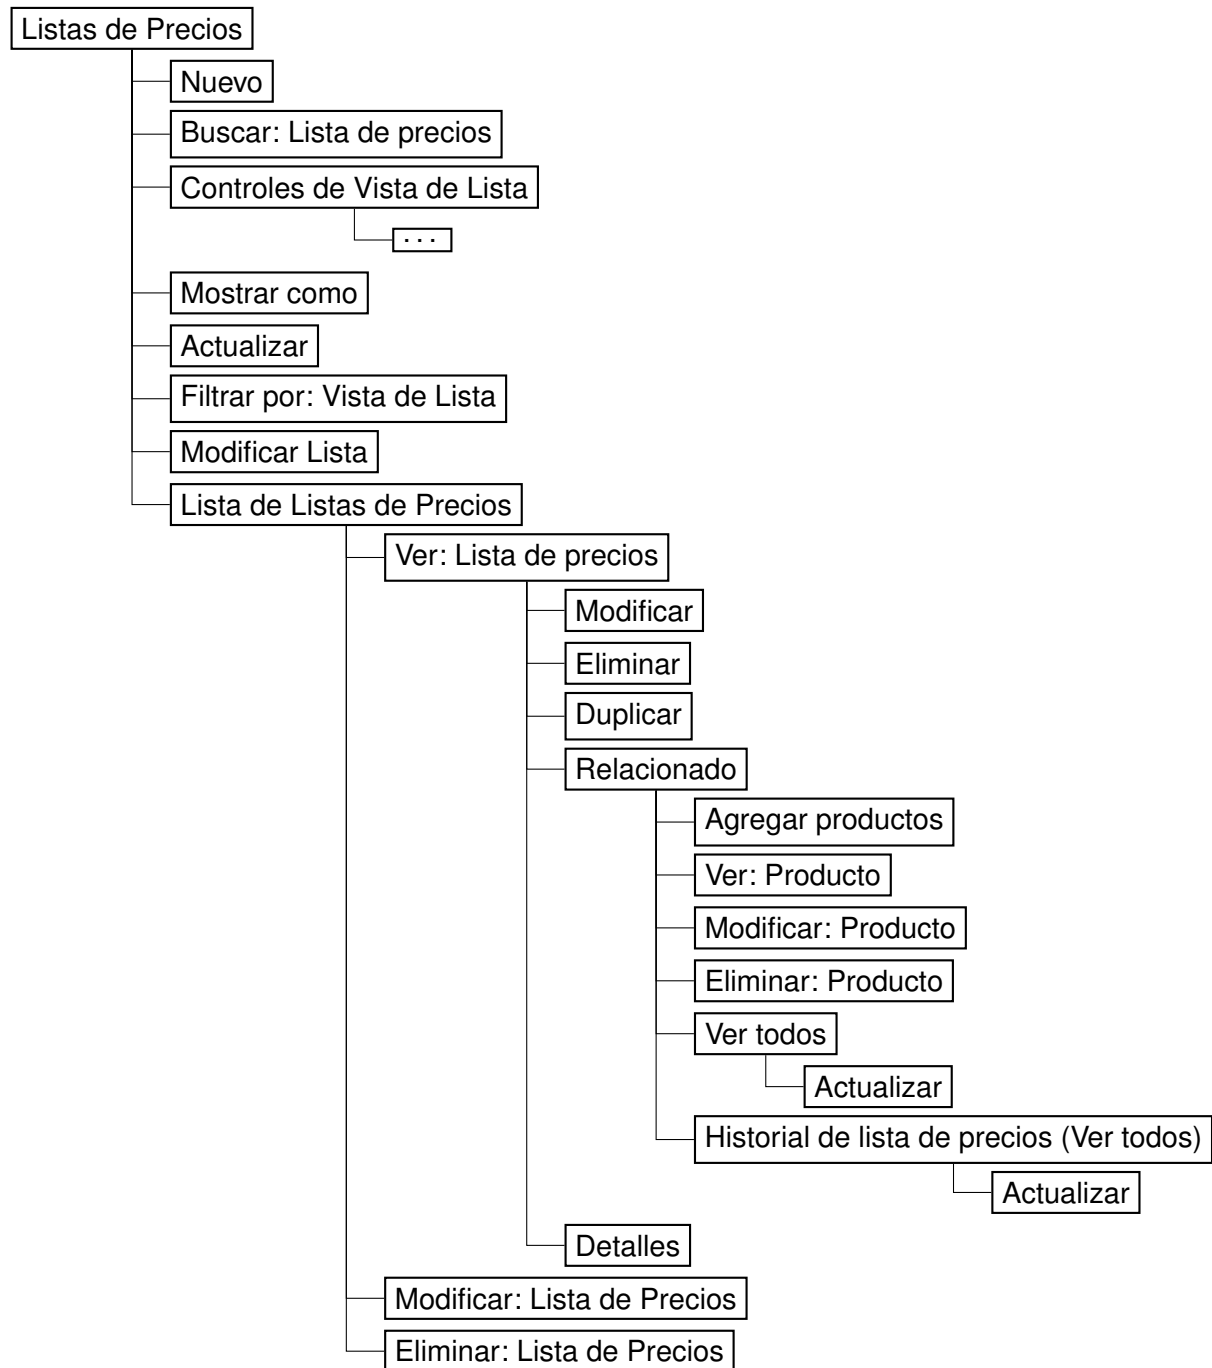 Listas de Precios
Nuevo
Buscar: Lista de precios
Controles de Vista de Lista
...
Mostrar como
Actualizar
Filtrar por: Vista de Lista
Modificar Lista
Lista de Listas de Precios
Ver: Lista de precios
Modificar
Eliminar
Duplicar
Relacionado
Agregar productos
Ver: Producto
Modificar: Producto
Eliminar: Producto
Ver todos
Actualizar
Historial de lista de precios (Ver todos)
Actualizar
Detalles
Modificar: Lista de Precios
Eliminar: Lista de Precios